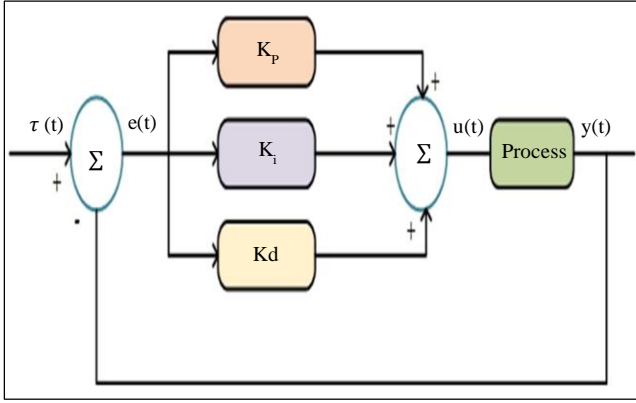 K_P
+
τ (t)
e(t)
+
u(t)
y(t)
Σ
K_i
Σ
Process
+
-
+
Kd